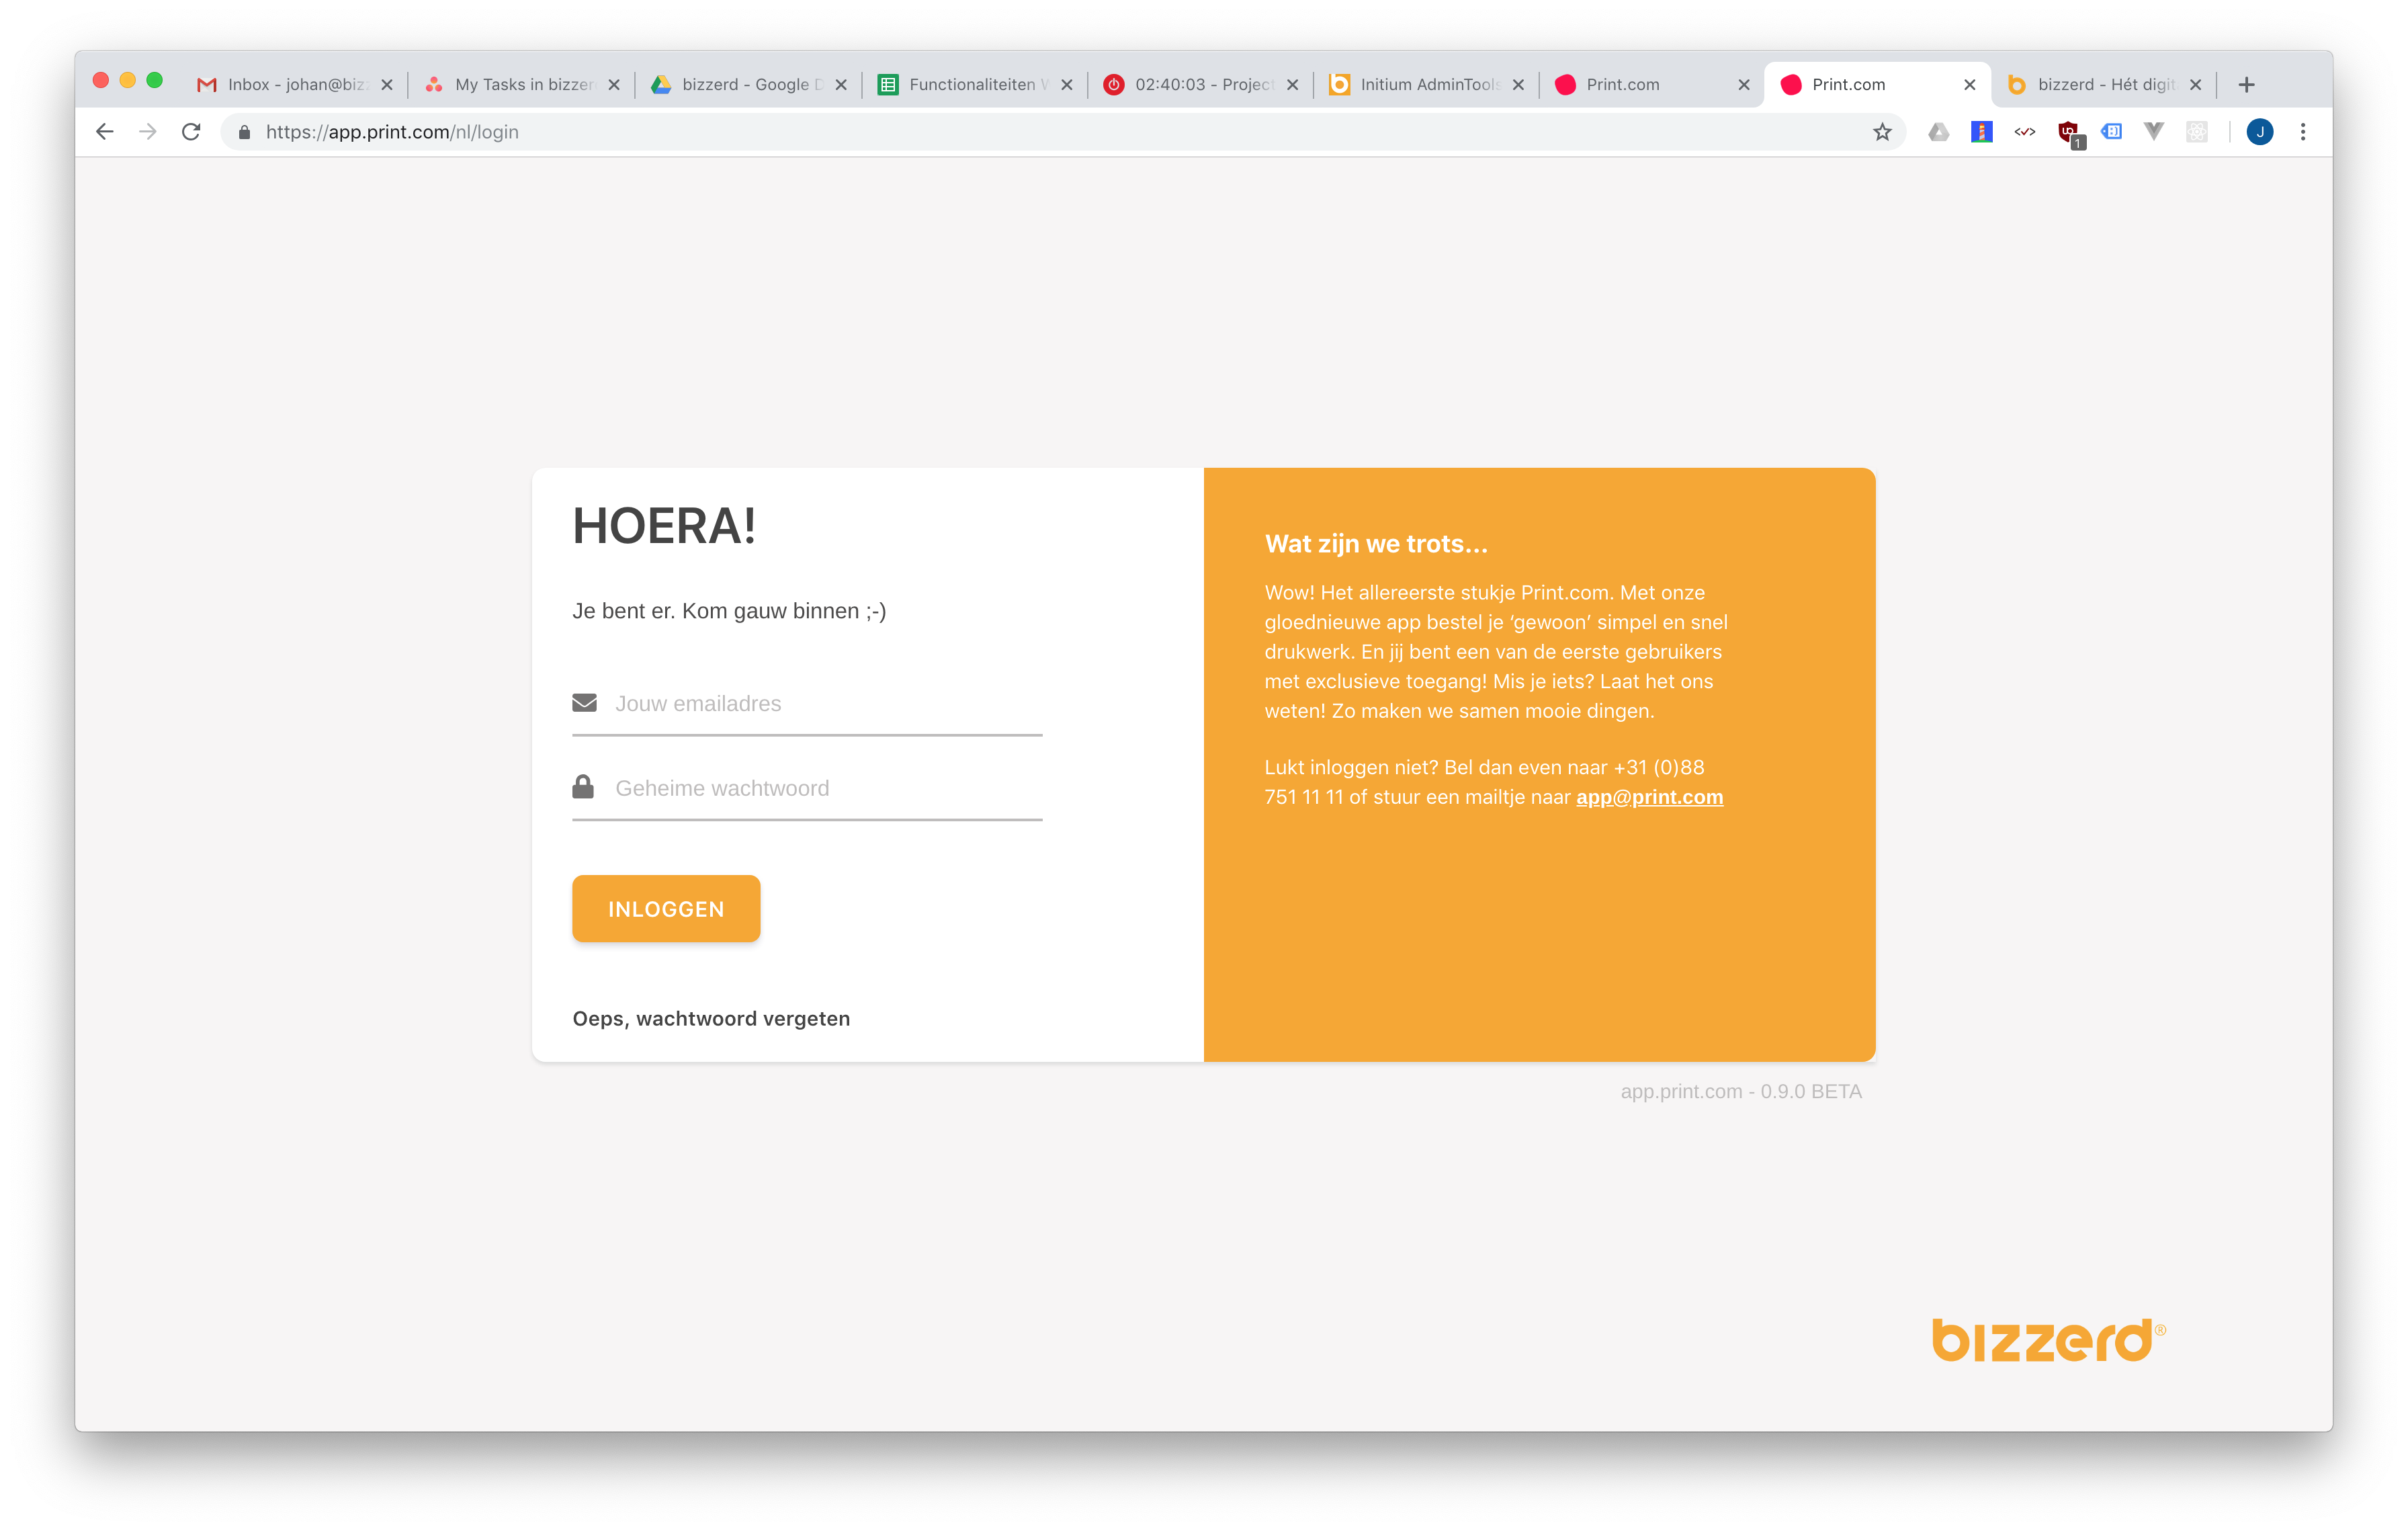 Inbox - johan@biz
My Tasks in bizzer
bizzerd - Google D
Functionaliteiten W
02:40:03 - Project
Initium AdminTools
Print.com
Print.com
bizzerd - Hét digit
https://app.print.com/nl/login
1
J
HOERA!
Je bent er. Kom gauw binnen ;-)
Jouw emailadres
Geheime wachtwoord
INLOGGEN
Oeps, wachtwoord vergeten
Wat zijn we trots...
Wow! Het allereerste stukje Print.com. Met onze
gloednieuwe app bestel je ‘gewoon’ simpel en snel
drukwerk. En jij bent een van de eerste gebruikers
met exclusieve toegang! Mis je iets? Laat het ons
weten! Zo maken we samen mooie dingen.
Lukt inloggen niet? Bel dan even naar +31 (0)88
751 11 11 of stuur een mailtje naar app@print.com
app.print.com - 0.9.0 BETA
bizzerd®